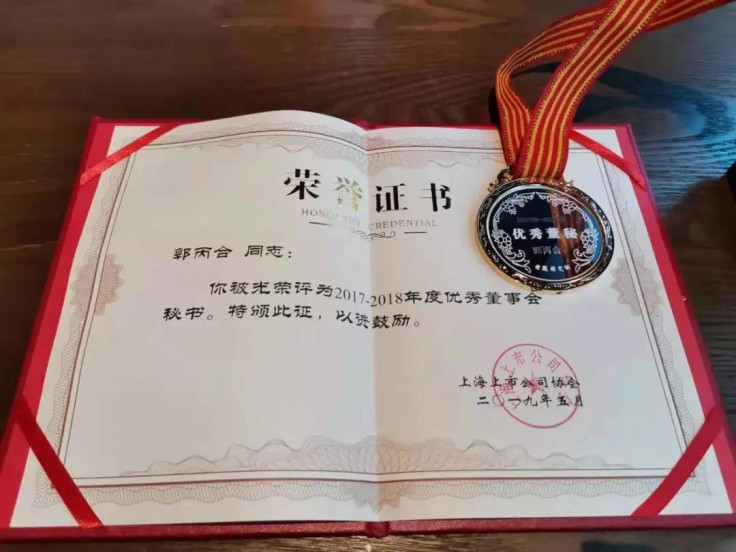 荣誉证书
HONORARY CREDENTIAL
郭丙合 同志：
你被光荣评为2017-2018年度优秀董事会
秘书。特颁此证，以资鼓励。
上海上市公司协会
二〇一九年五月
优秀董秘
郭丙合